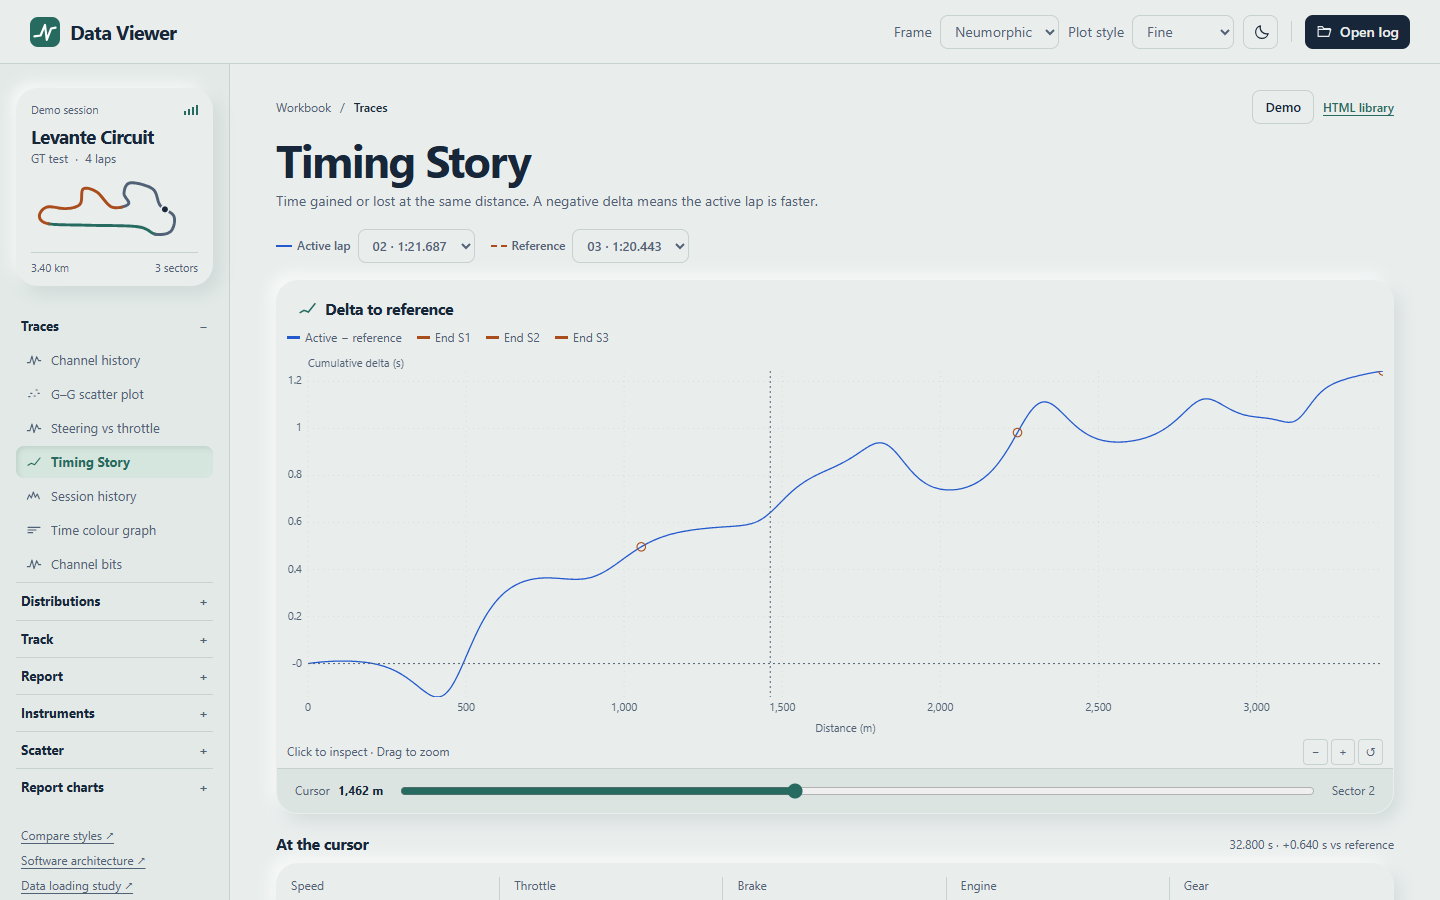 Data Viewer
Frame Neumorphic Plot style Fine Open log
Demo session
Levante Circuit
GT test · 4 laps
3.40 km 3 sectors
Traces −
Channel history
G–G scatter plot
Steering vs throttle
Timing Story
Session history
Time colour graph
Channel bits
Distributions +
Track +
Report +
Instruments +
Scatter +
Report charts +
Compare styles ↗
Software architecture ↗
Data loading study ↗
Workbook / Traces
Demo HTML library
Timing Story
Time gained or lost at the same distance. A negative delta means the active lap is faster.
Active lap 02 · 1:21.687 Reference 03 · 1:20.443
Delta to reference
Active − reference End S1 End S2 End S3
Cumulative delta (s)
1.2
1
0.8
0.6
0.4
0.2
-0
0 500 1,000 1,500 2,000 2,500 3,000
Distance (m)
Click to inspect · Drag to zoom − + ↺
Cursor 1,462 m Sector 2
At the cursor 32.800 s · +0.640 s vs reference
Speed Throttle Brake Engine Gear